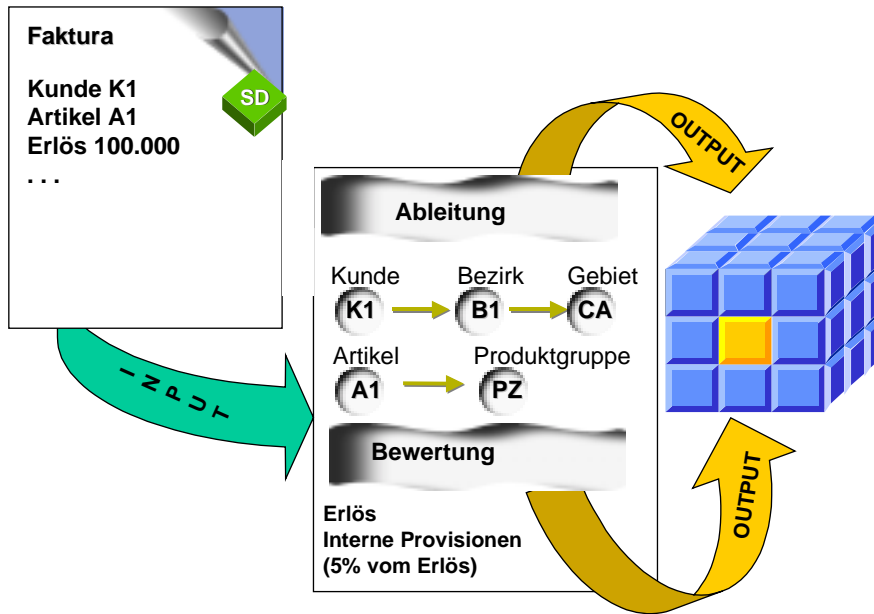 Faktura
SD
Kunde K1
Artikel A1
Erlös 100.000
. . .
INPUT
Ableitung
Kunde Bezirk Gebiet
K1 B1 CA
Artikel Produktgruppe
A1 PZ
Bewertung
Erlös
Interne Provisionen
(5% vom Erlös)
OUTPUT
OUTPUT